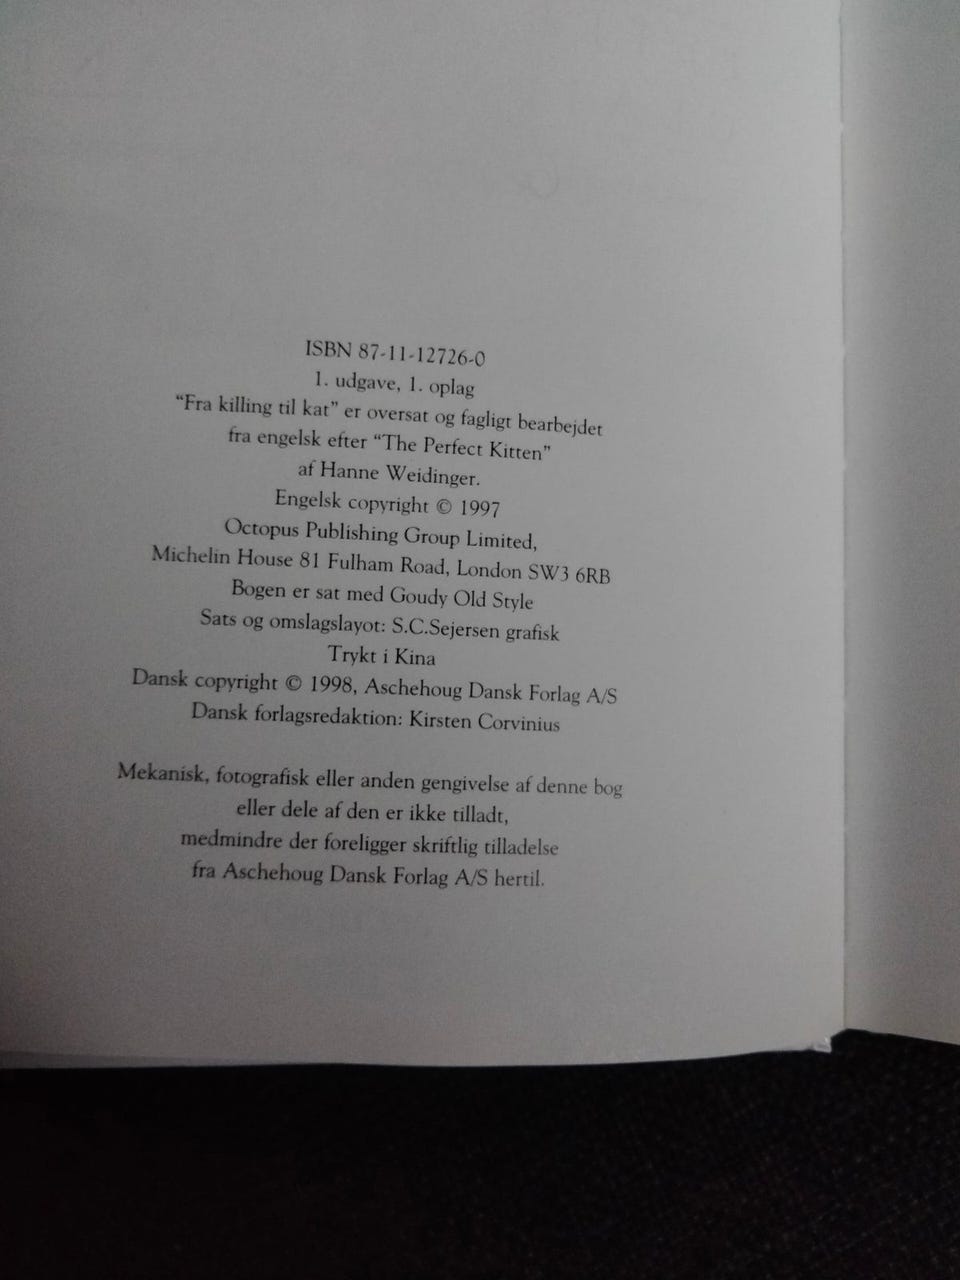 ISBN 87-11-12726-0
1. udgave, 1. oplag
"Fra killing til kat" er oversat og fagligt bearbejdet
fra engelsk efter "The Perfect Kitten"
af Hanne Weidinger.
Engelsk copyright © 1997
Octopus Publishing Group Limited,
Michelin House 81 Fulham Road, London SW3 6RB
Bogen er sat med Goudy Old Style
Sats og omslagslayot: S.C.Sejersen grafisk
Trykt i Kina
Dansk copyright © 1998, Aschehoug Dansk Forlag A/S
Dansk forlagsredaktion: Kirsten Corvinius
Mekanisk, fotografisk eller anden gengivelse af denne bog
eller dele af den er ikke tilladt,
medmindre der foreligger skriftlig tilladelse
fra Aschehoug Dansk Forlag A/S hertil.